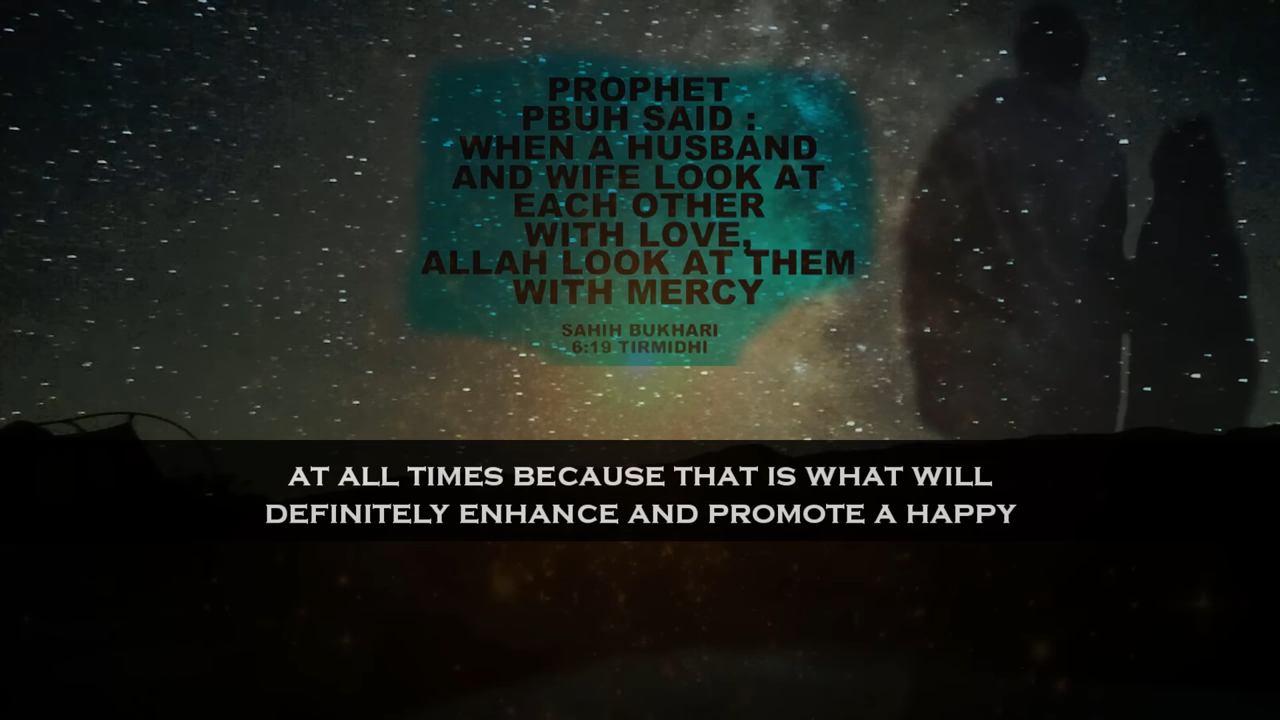 PROPHET
PBUH SAID :
WHEN A HUSBAND
AND WIFE LOOK AT
EACH OTHER
WITH LOVE,
ALLAH LOOK AT THEM
WITH MERCY
SAHIH BUKHARI
6:19 TIRMIDHI
AT ALL TIMES BECAUSE THAT IS WHAT WILL
DEFINITELY ENHANCE AND PROMOTE A HAPPY